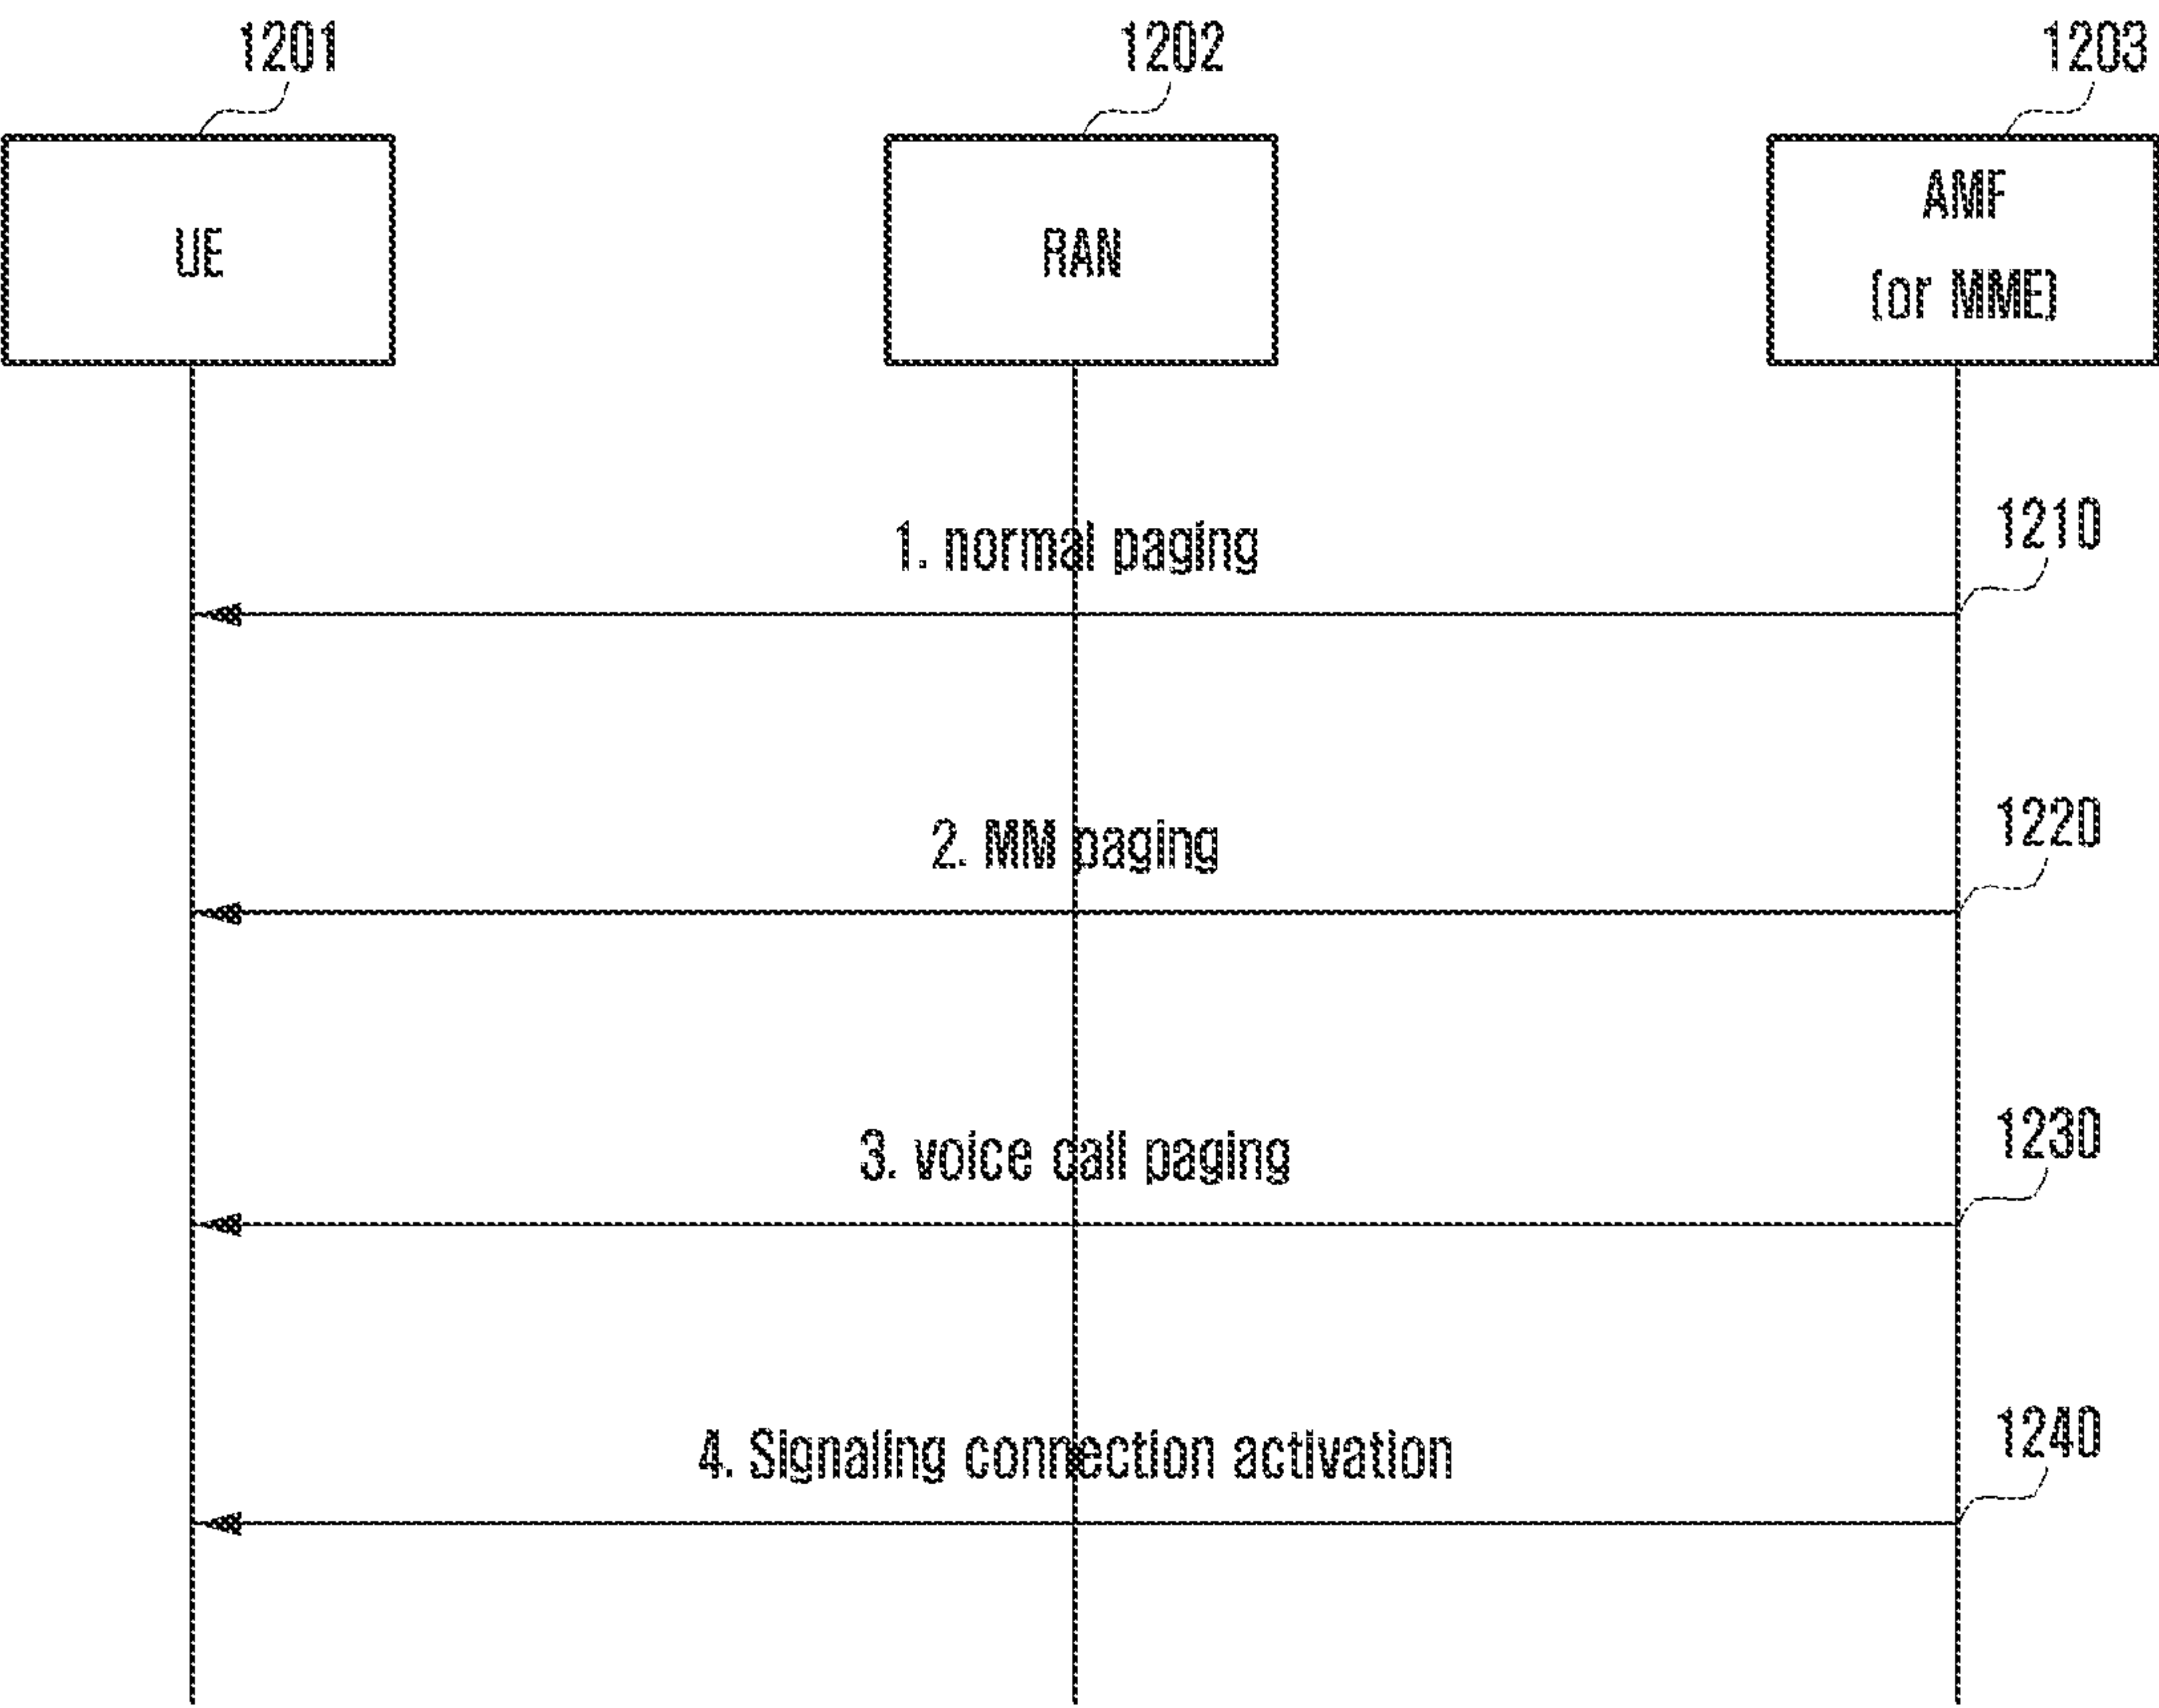 1201
1202
1203
UE
RAN
AMF
(or MME)
1. normal paging
1210
2. MM paging
1220
3. voice call paging
1230
4. Signaling connection activation
1240